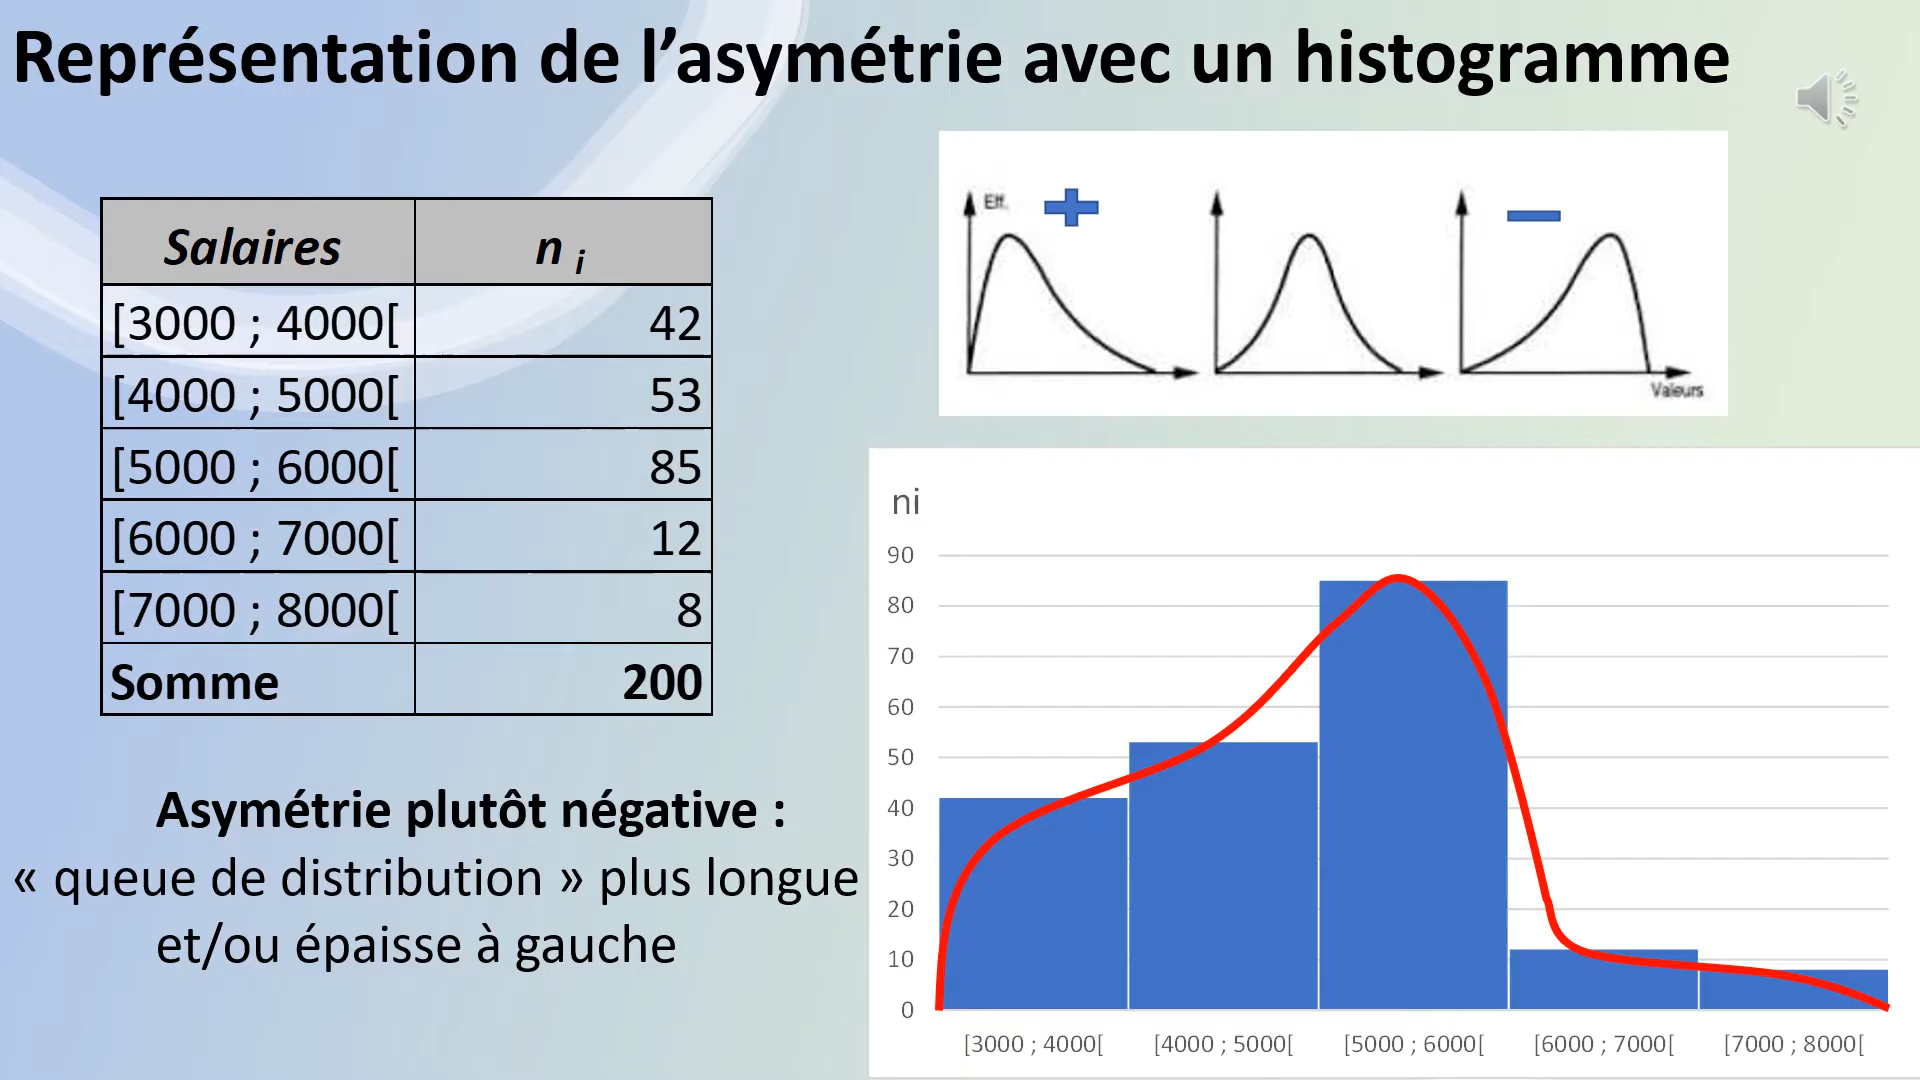 Représentation de l’asymétrie avec un histogramme
Salaires n i
[3000 ; 4000[ 42
[4000 ; 5000[ 53
[5000 ; 6000[ 85
[6000 ; 7000[ 12
[7000 ; 8000[ 8
Somme 200
Asymétrie plutôt négative :
« queue de distribution » plus longue
et/ou épaisse à gauche
Eff.
Valeurs
ni
90
80
70
60
50
40
30
20
10
0
[3000 ; 4000[ [4000 ; 5000[ [5000 ; 6000[ [6000 ; 7000[ [7000 ; 8000[